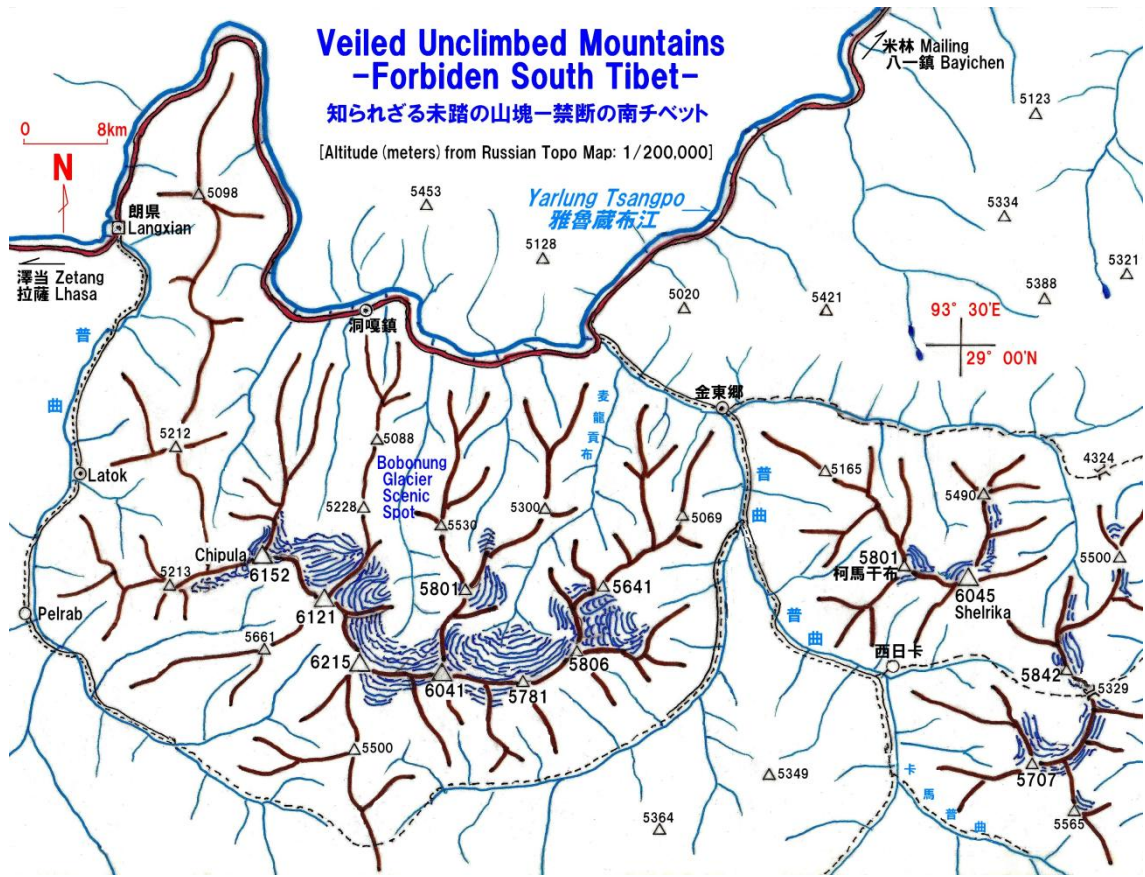 Veiled Unclimbed Mountains
-Forbiden South Tibet-
知られざる未踏の山塊ー禁断の南チベット
[Altitude (meters) from Russian Topo Map: 1/200,000]
米林 Mailing
八一鎮 Bayichen
0 8km
N
5123
5098
5453
Yarlung Tsangpo
雅魯蔵布江
5334
朗県
Langxian
5128
澤当 Zetang
拉薩 Lhasa
5321
5020
5421
5388
93° 30'E
29° 00'N
洞嘎鎮
普曲
金東郷
麦龍貢布
5212
5088
Bobonung
Glacier
Scenic
Spot
Latok
5165
4324
普曲
5228
5530
5300
5069
5490
Chipula
6152
5213
5801
5641
5801
柯馬干布
6045
Shelrika
5500
Pelrab
6121
普曲
5661
6215
6041
5781
5806
西日卡
5842
5329
5500
5349
5707
卡馬普曲
5364
5565